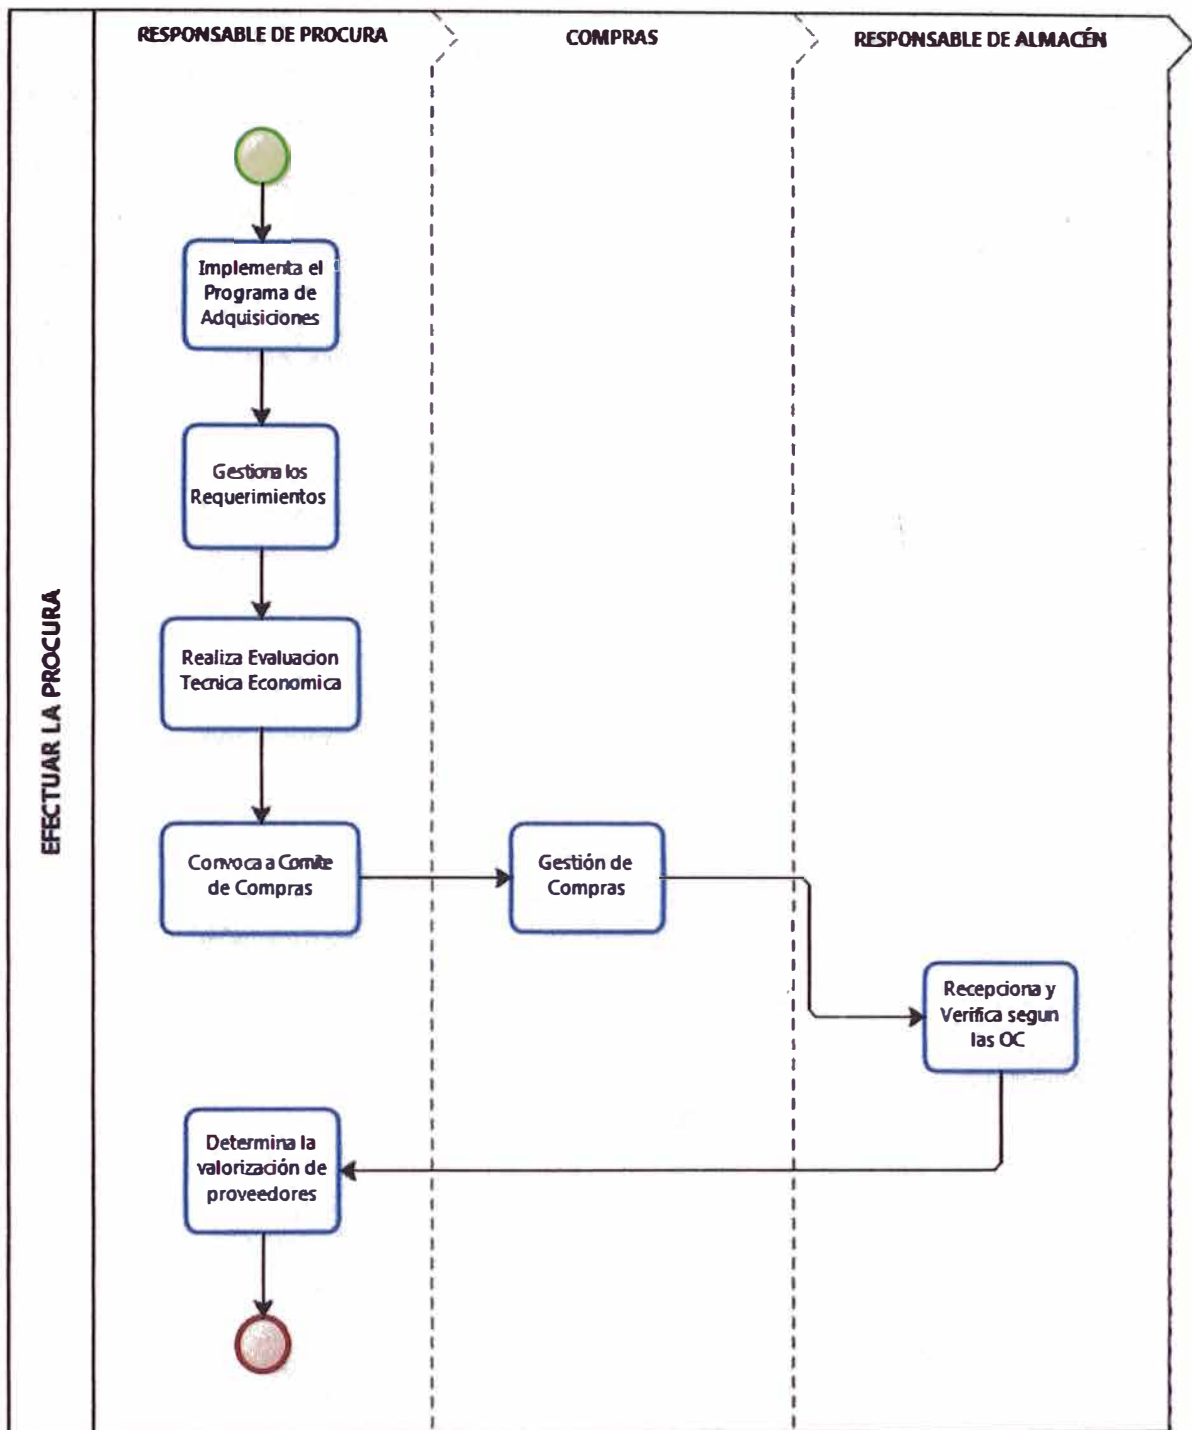 RESPONSABLE DE PROCURA
COMPRAS
RESPONSABLE DE ALMACÉN
EFECTUAR LA PROCURA
Implementa el
Programa de
Adquisiciones
Gestiona los
Requerimientos
Realiza Evaluacion
Tecnica Economica
Convoca a Comite
de Compras
Gestión de
Compras
Recepciona y
Verifica segun
las OC
Determina la
valorización de
proveedores